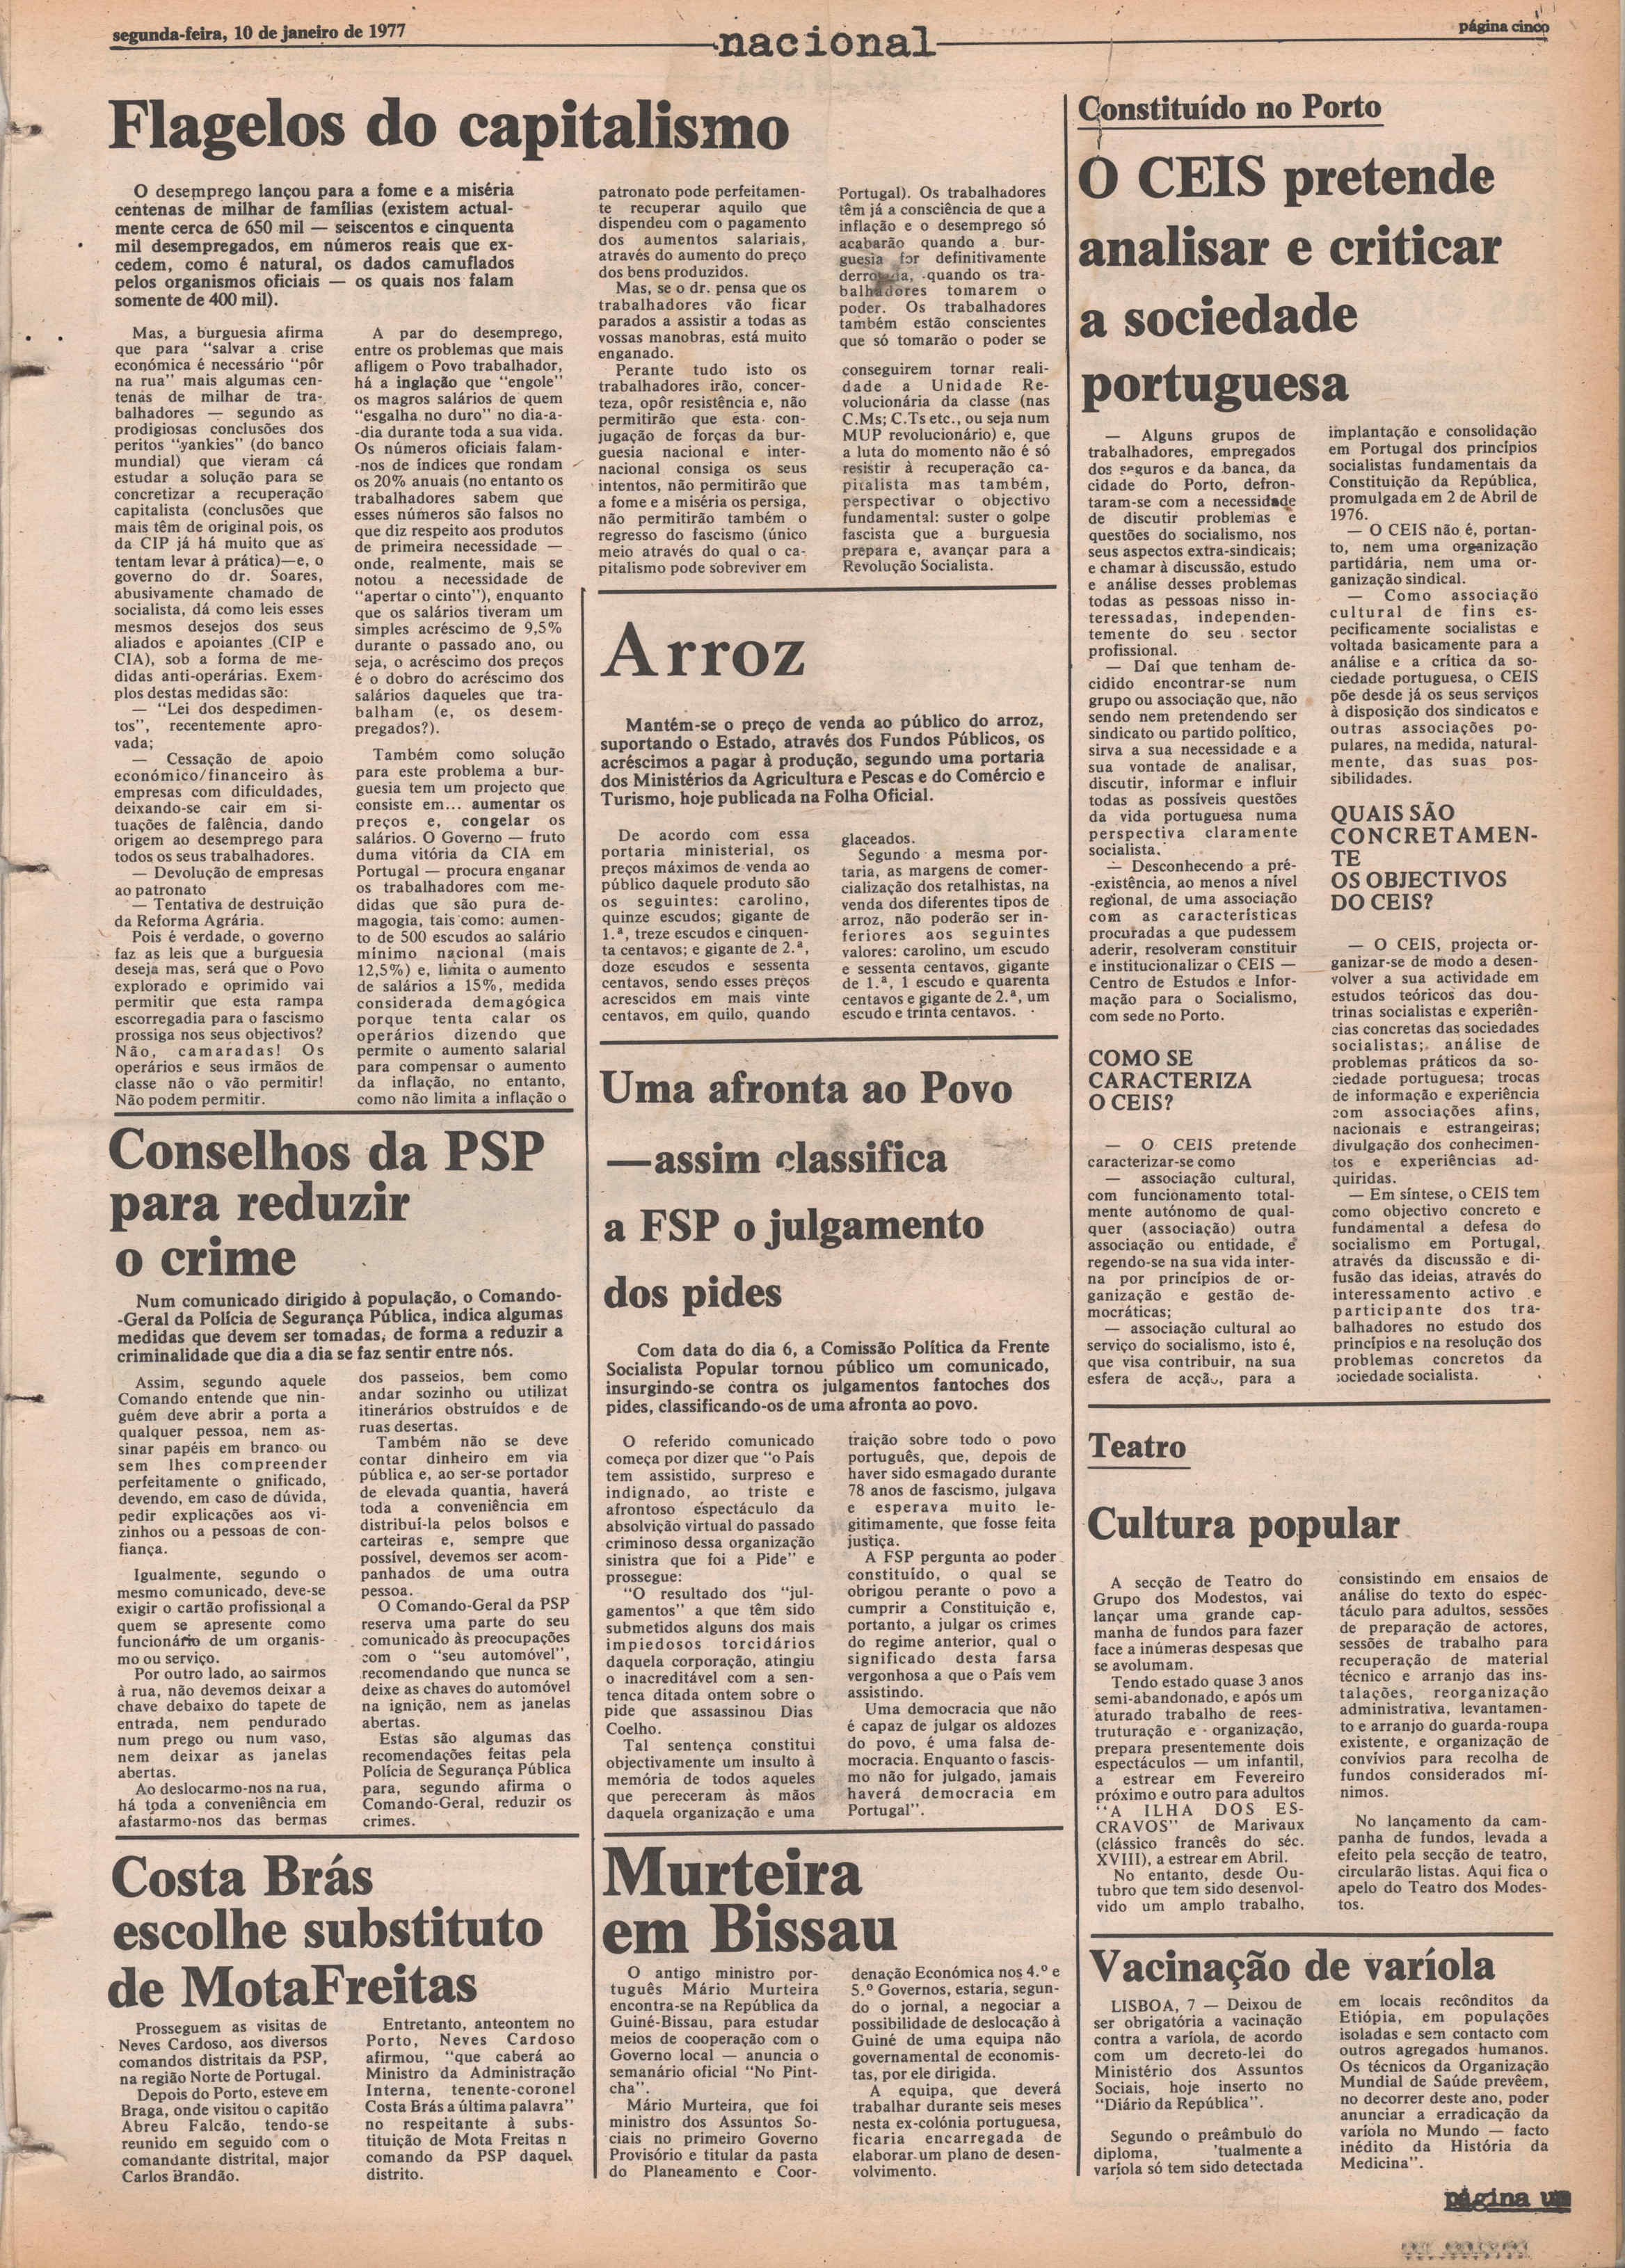 segunda-feira, 10 de janeiro de 1977
nacional
página cinco
Flagelos do capitalismo
O desemprego lançou para a fome e a miséria
centenas de milhar de famílias (existem actual-
mente cerca de 650 mil — seiscentos e cinquenta
mil desempregados, em números reais que ex-
cedem, como é natural, os dados camuflados
pelos organismos oficiais — os quais nos falam
somente de 400 mil).
Mas, a burguesia afirma
que para "salvar a crise
económica é necessário "pôr
na rua" mais algumas cen-
tenas de milhar de tra-
balhadores — segundo as
prodigiosas conclusões dos
peritos "yankies" (do banco
mundial) que vieram cá
estudar a solução para se
concretizar a recuperação
capitalista (conclusões que
mais têm de original pois, os
da CIP já há muito que as
tentam levar à prática)—e, o
governo do dr. Soares,
abusivamente chamado de
socialista, dá como leis esses
mesmos desejos dos seus
aliados e apoiantes (CIP e
CIA), sob a forma de me-
didas anti-operárias. Exem-
plos destas medidas são:
— "Lei dos despedimen-
tos", recentemente apro-
vada;
— Cessação de apoio
económico/financeiro às
empresas com dificuldades,
deixando-se cair em si-
tuações de falência, dando
origem ao desemprego para
todos os seus trabalhadores.
— Devolução de empresas
ao patronato
— Tentativa de destruição
da Reforma Agrária.
Pois é verdade, o governo
faz as leis que a burguesia
deseja mas, será que o Povo
explorado e oprimido vai
permitir que esta rampa
escorregadia para o fascismo
prossiga nos seus objectivos?
Não, camaradas! Os
operários e seus irmãos de
classe não o vão permitir!
Não podem permitir.
A par do desemprego,
entre os problemas que mais
afligem o Povo trabalhador,
há a inglação que "engole"
os magros salários de quem
"esgalha no duro" no dia-a-
-dia durante toda a sua vida.
Os números oficiais falam-
-nos de índices que rondam
os 20% anuais (no entanto os
trabalhadores sabem que
esses números são falsos no
que diz respeito aos produtos
de primeira necessidade —
onde, realmente, mais se
notou a necessidade de
"apertar o cinto"), enquanto
que os salários tiveram um
simples acréscimo de 9,5%
durante o passado ano, ou
seja, o acréscimo dos preços
é o dobro do acréscimo dos
salários daqueles que tra-
balham (e, os desem-
pregados?).
Também como solução
para este problema a bur-
guesia tem um projecto que
consiste em... aumentar os
preços e, congelar os
salários. O Governo — fruto
duma vitória da CIA em
Portugal — procura enganar
os trabalhadores com me-
didas que são pura de-
magogia, tais como: aumen-
to de 500 escudos ao salário
mínimo nacional (mais
12,5%) e, limita o aumento
de salários a 15%, medida
considerada demagógica
porque tenta calar os
operários dizendo que
permite o aumento salarial
para compensar o aumento
da inflação, no entanto,
como não limita a inflação o
patronato pode perfeitamen-
te recuperar aquilo que
dispendeu com o pagamento
dos aumentos salariais,
através do aumento do preço
dos bens produzidos.
Mas, se o dr. pensa que os
trabalhadores vão ficar
parados a assistir a todas as
vossas manobras, está muito
enganado.
Perante tudo isto os
trabalhadores irão, concer-
teza, opôr resistência e, não
permitirão que esta con-
jugação de forças da bur-
guesia nacional e inter-
nacional consiga os seus
intentos, não permitirão que
a fome e a miséria os persiga,
não permitirão também o
regresso do fascismo (único
meio através do qual o ca-
pitalismo pode sobreviver em
Portugal). Os trabalhadores
têm já a consciência de que a
inflação e o desemprego só
acabarão quando a bur-
guesia for definitivamente
quando os tra-
balhadores tomarem o
poder. Os trabalhadores
também estão conscientes
que só tomarão o poder se
conseguirem tornar reali-
dade a Unidade Re-
volucionária da classe (nas
C.Ms; C.Ts etc., ou seja num
MUP revolucionário) e, que
a luta do momento não é só
resistir à recuperação ca-
pitalista mas também,
perspectivar o objectivo
fundamental: suster o golpe
fascista que a burguesia
prepara e, avançar para a
Revolução Socialista.
Arroz
Mantém-se o preço de venda ao público do arroz,
suportando o Estado, através dos Fundos Públicos, os
acréscimos a pagar à produção, segundo uma portaria
dos Ministérios da Agricultura e Pescas e do Comércio e
Turismo, hoje publicada na Folha Oficial.
De acordo com essa
portaria ministerial, os
preços máximos de venda ao
público daquele produto são
os seguintes: carolino,
quinze escudos; gigante de
1.ª, treze escudos e cinquen-
ta centavos; e gigante de 2.ª,
doze escudos e sessenta
centavos, sendo esses preços
acrescidos em mais vinte
centavos, em quilo, quando
glaceados.
Segundo a mesma por-
taria, as margens de comer-
cialização dos retalhistas, na
venda dos diferentes tipos de
arroz, não poderão ser in-
feriores aos seguintes
valores: carolino, um escudo
e sessenta centavos, gigante
de 1.ª, 1 escudo e quarenta
centavos e gigante de 2.ª, um
escudo e trinta centavos.
Uma afronta ao Povo
—assim classifica
a FSP o julgamento
dos pides
Com data do dia 6, a Comissão Política da Frente
Socialista Popular tornou público um comunicado,
insurgindo-se contra os julgamentos fantoches dos
pides, classificando-os de uma afronta ao povo.
O referido comunicado
começa por dizer que "o País
tem assistido, surpreso e
indignado, ao triste e
afrontoso espectáculo da
absolvição virtual do passado
criminoso dessa organização
sinistra que foi a Pide" e
prossegue:
"O resultado dos "jul-
gamentos" a que têm sido
submetidos alguns dos mais
impiedosos torcidários
daquela corporação, atingiu
o inacreditável com a sen-
tenca ditada ontem sobre o
pide que assassinou Dias
Coelho.
Tal sentença constitui
objectivamente um insulto à
memória de todos aqueles
que pereceram às mãos
daquela organização e uma
traição sobre todo o povo
português, que, depois de
haver sido esmagado durante
78 anos de fascismo, julgava
e esperava muito le-
gitimamente, que fosse feita
justiça.
A FSP pergunta ao poder
constituído, o qual se
obrigou perante o povo a
cumprir a Constituição e,
portanto, a julgar os crimes
do regime anterior, qual o
significado desta farsa
vergonhosa a que o País vem
assistindo.
Uma democracia que não
é capaz de julgar os aldozes
do povo, é uma falsa de-
mocracia. Enquanto o fascis-
mo não for julgado, jamais
haverá democracia em
Portugal".
Conselhos da PSP
para reduzir
o crime
Num comunicado dirigido à população, o Comando-
-Geral da Polícia de Segurança Pública, indica algumas
medidas que devem ser tomadas, de forma a reduzir a
criminalidade que dia a dia se faz sentir entre nós.
Assim, segundo aquele
Comando entende que nin-
guém deve abrir a porta a
qualquer pessoa, nem as-
sinar papéis em branco ou
sem lhes compreender
perfeitamente o gnificado,
devendo, em caso de dúvida,
pedir explicações aos vi-
zinhos ou a pessoas de con-
fiança.
Igualmente, segundo o
mesmo comunicado, deve-se
exigir o cartão profissional a
quem se apresente como
funcionário de um organis-
mo ou serviço.
Por outro lado, ao sairmos
à rua, não devemos deixar a
chave debaixo do tapete de
entrada, nem pendurado
num prego ou num vaso,
nem deixar as janelas
abertas.
Ao deslocarmo-nos na rua,
há toda a conveniência em
afastarmo-nos das bermas
dos passeios, bem como
andar sozinho ou utilizat
itinerários obstruídos e de
ruas desertas.
Também não se deve
contar dinheiro em via
pública e, ao ser-se portador
de elevada quantia, haverá
toda a conveniência em
distribuí-la pelos bolsos e
carteiras e, sempre que
possível, devemos ser acom-
panhados de uma outra
pessoa.
O Comando-Geral da PSP
reserva uma parte do seu
comunicado às preocupações
com o "seu automóvel",
recomendando que nunca se
deixe as chaves do automóvel
na ignição, nem as janelas
abertas.
Estas são algumas das
recomendações feitas pela
Polícia de Segurança Pública
para, segundo afirma o
Comando-Geral, reduzir os
crimes.
Costa Brás
escolhe substituto
de MotaFreitas
Prosseguem as visitas de
Neves Cardoso, aos diversos
comandos distritais da PSP,
na região Norte de Portugal.
Depois do Porto, esteve em
Braga, onde visitou o capitão
Abreu Falcão, tendo-se
reunido em seguido com o
comandante distrital, major
Carlos Brandão.
Entretanto, anteontem no
Porto, Neves Cardoso
afirmou, "que caberá ao
Ministro da Administração
Interna, tenente-coronel
Costa Brás a última palavra"
no respeitante à subs-
tituição de Mota Freitas n
comando da PSP daquel
distrito.
Murteira
em Bissau
O antigo ministro por-
tuguês Mário Murteira
encontra-se na República da
Guiné-Bissau, para estudar
meios de cooperação com o
Governo local — anuncia o
semanário oficial "No Pint-
cha".
Mário Murteira, que foi
ministro dos Assuntos So-
ciais no primeiro Governo
Provisório e titular da pasta
do Planeamento e Coor-
denação Económica nos 4.º e
5.º Governos, estaria, segun-
do o jornal, a negociar a
possibilidade de deslocação à
Guiné de uma equipa não
governamental de economis-
tas, por ele dirigida.
A equipa, que deverá
trabalhar durante seis meses
nesta ex-colónia portuguesa,
ficaria encarregada de
elaborar um plano de desen-
volvimento.
Constituído no Porto
O CEIS pretende
analisar e criticar
a sociedade
portuguesa
— Alguns grupos de
trabalhadores, empregados
dos seguros e da banca, da
cidade do Porto, defron-
taram-se com a necessidade
de discutir problemas e
questões do socialismo, nos
seus aspectos extra-sindicais;
e chamar à discussão, estudo
e análise desses problemas
todas as pessoas nisso in-
teressadas, independen-
temente do seu sector
profissional.
— Daí que tenham de-
cidido encontrar-se num
grupo ou associação que, não
sendo nem pretendendo ser
sindicato ou partido político,
sirva a sua necessidade e a
sua vontade de analisar,
discutir, informar e influir
todas as possíveis questões
da vida portuguesa numa
perspectiva claramente
socialista.
— Desconhecendo a pré-
-existência, ao menos a nível
regional, de uma associação
com as características
procuradas a que pudessem
aderir, resolveram constituir
e institucionalizar o CEIS —
Centro de Estudos e Infor-
mação para o Socialismo,
com sede no Porto.
COMO SE
CARACTERIZA
O CEIS?
— O CEIS pretende
caracterizar-se como
— associação cultural,
com funcionamento total-
mente autónomo de qual-
quer (associação) outra
associação ou entidade, e
regendo-se na sua vida inter-
na por princípios de or-
ganização e gestão de-
mocráticas;
— associação cultural ao
serviço do socialismo, isto é,
que visa contribuir, na sua
esfera de acção, para a
implantação e consolidação
em Portugal dos princípios
socialistas fundamentais da
Constituição da República,
promulgada em 2 de Abril de
1976.
— O CEIS não é, portan-
to, nem uma organização
partidária, nem uma or-
ganização sindical.
— Como associação
cultural de fins es-
pecificamente socialistas e
voltada basicamente para a
análise e a crítica da so-
ciedade portuguesa, o CEIS
põe desde já os seus serviços
à disposição dos sindicatos e
outras associações po-
pulares, na medida, natural-
mente, das suas pos-
sibilidades.
QUAIS SÃO
CONCRETAMEN-
TE
OS OBJECTIVOS
DO CEIS?
— O CEIS, projecta or-
ganizar-se de modo a desen-
volver a sua actividade em
estudos teóricos das dou-
trinas socialistas e experiên-
cias concretas das sociedades
socialistas; análise de
problemas práticos da so-
ciedade portuguesa; trocas
de informação e experiência
com associações afins,
nacionais e estrangeiras;
divulgação dos conhecimen-
tos e experiências ad-
quiridas.
— Em síntese, o CEIS tem
como objectivo concreto e
fundamental a defesa do
socialismo em Portugal,
através da discussão e di-
fusão das ideias, através do
interessamento activo e
participante dos tra-
balhadores no estudo dos
princípios e na resolução dos
problemas concretos da
sociedade socialista.
Teatro
Cultura popular
A secção de Teatro do
Grupo dos Modestos, vai
lançar uma grande cap-
manha de fundos para fazer
face a inúmeras despesas que
se avolumam.
Tendo estado quase 3 anos
semi-abandonado, e após um
aturado trabalho de rees-
truturação e organização,
prepara presentemente dois
espectáculos — um infantil,
a estrear em Fevereiro
próximo e outro para adultos
"A ILHA DOS ES-
CRAVOS" de Marivaux
(clássico francês do séc.
XVIII), a estrear em Abril.
No entanto, desde Ou-
tubro que tem sido desenvol-
vido um amplo trabalho,
consistindo em ensaios de
análise do texto do espec-
táculo para adultos, sessões
de preparação de actores,
sessões de trabalho para
recuperação de material
técnico e arranjo das ins-
talações, reorganização
administrativa, levantamen-
to e arranjo do guarda-roupa
existente, e organização de
convívios para recolha de
fundos considerados mí-
nimos.
No lançamento da cam-
panha de fundos, levada a
efeito pela secção de teatro,
circularão listas. Aqui fica o
apelo do Teatro dos Modes-
tos.
Vacinação de varíola
LISBOA, 7 — Deixou de
ser obrigatória a vacinação
contra a varíola, de acordo
com um decreto-lei do
Ministério dos Assuntos
Sociais, hoje inserto no
"Diário da República".
Segundo o preâmbulo do
diploma, 'tualmente a
varíola só tem sido detectada
em locais recônditos da
Etiópia, em populações
isoladas e sem contacto com
outros agregados humanos.
Os técnicos da Organização
Mundial de Saúde prevêem,
no decorrer deste ano, poder
anunciar a erradicação da
varíola no Mundo — facto
inédito da História da
Medicina".
página um